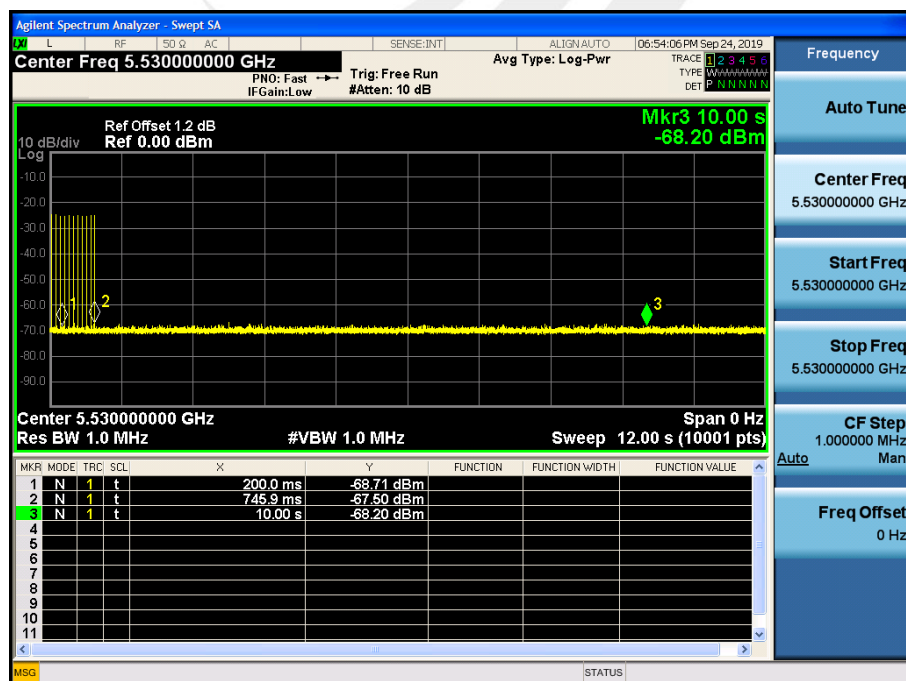 Agilent Spectrum Analyzer - Swept SA
LXI L RF 50 Ω AC SENSE:INT ALIGN AUTO 06:54:06 PM Sep 24, 2019
Center Freq 5.530000000 GHz
PNO: Fast
IFGain:Low
Trig: Free Run
#Atten: 10 dB
Avg Type: Log-Pwr
TRACE 1 2 3 4 5 6
TYPE W
DET P N N N N N
Ref Offset 1.2 dB
10 dB/div Ref 0.00 dBm
Log
Mkr3 10.00 s
-68.20 dBm
-10.0
-20.0
-30.0
-40.0
-50.0
-60.0
-70.0
-80.0
-90.0
1
2
3
Center 5.530000000 GHz Span 0 Hz
Res BW 1.0 MHz #VBW 1.0 MHz Sweep 12.00 s (10001 pts)
MKR MODE TRC SCL X Y FUNCTION FUNCTION WIDTH FUNCTION VALUE
1 N 1 t 200.0 ms -68.71 dBm
2 N 1 t 745.9 ms -67.50 dBm
3 N 1 t 10.00 s -68.20 dBm
4
5
6
7
8
9
10
11
MSG STATUS
Frequency
Auto Tune
Center Freq
5.530000000 GHz
Start Freq
5.530000000 GHz
Stop Freq
5.530000000 GHz
CF Step
1.000000 MHz
Auto Man
Freq Offset
0 Hz